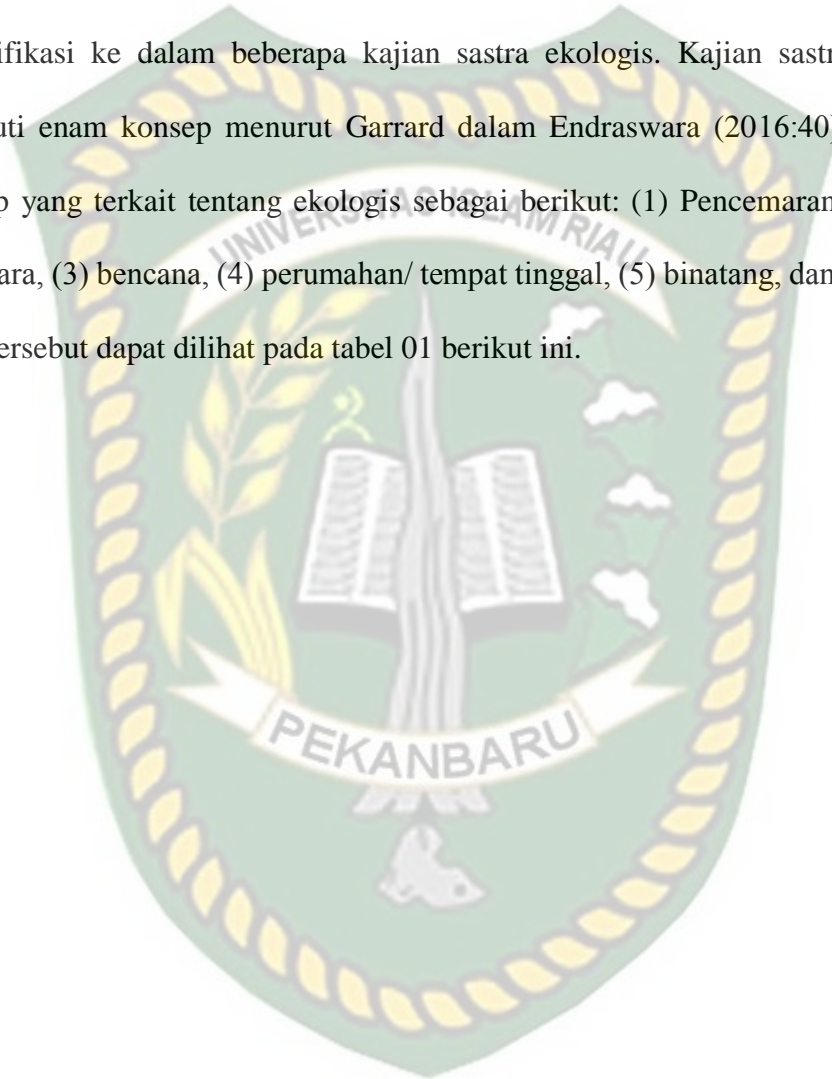 ifikasi ke dalam beberapa kajian sastra ekologis. Kajian sastr
uti enam konsep menurut Garrard dalam Endraswara (2016:40)
p yang terkait tentang ekologis sebagai berikut: (1) Pencemaran
UNIVERSITAS ISLAM RIAU
ara, (3) bencana, (4) perumahan/ tempat tinggal, (5) binatang, dan
ersebut dapat dilihat pada tabel 01 berikut ini.
PEKANBARU